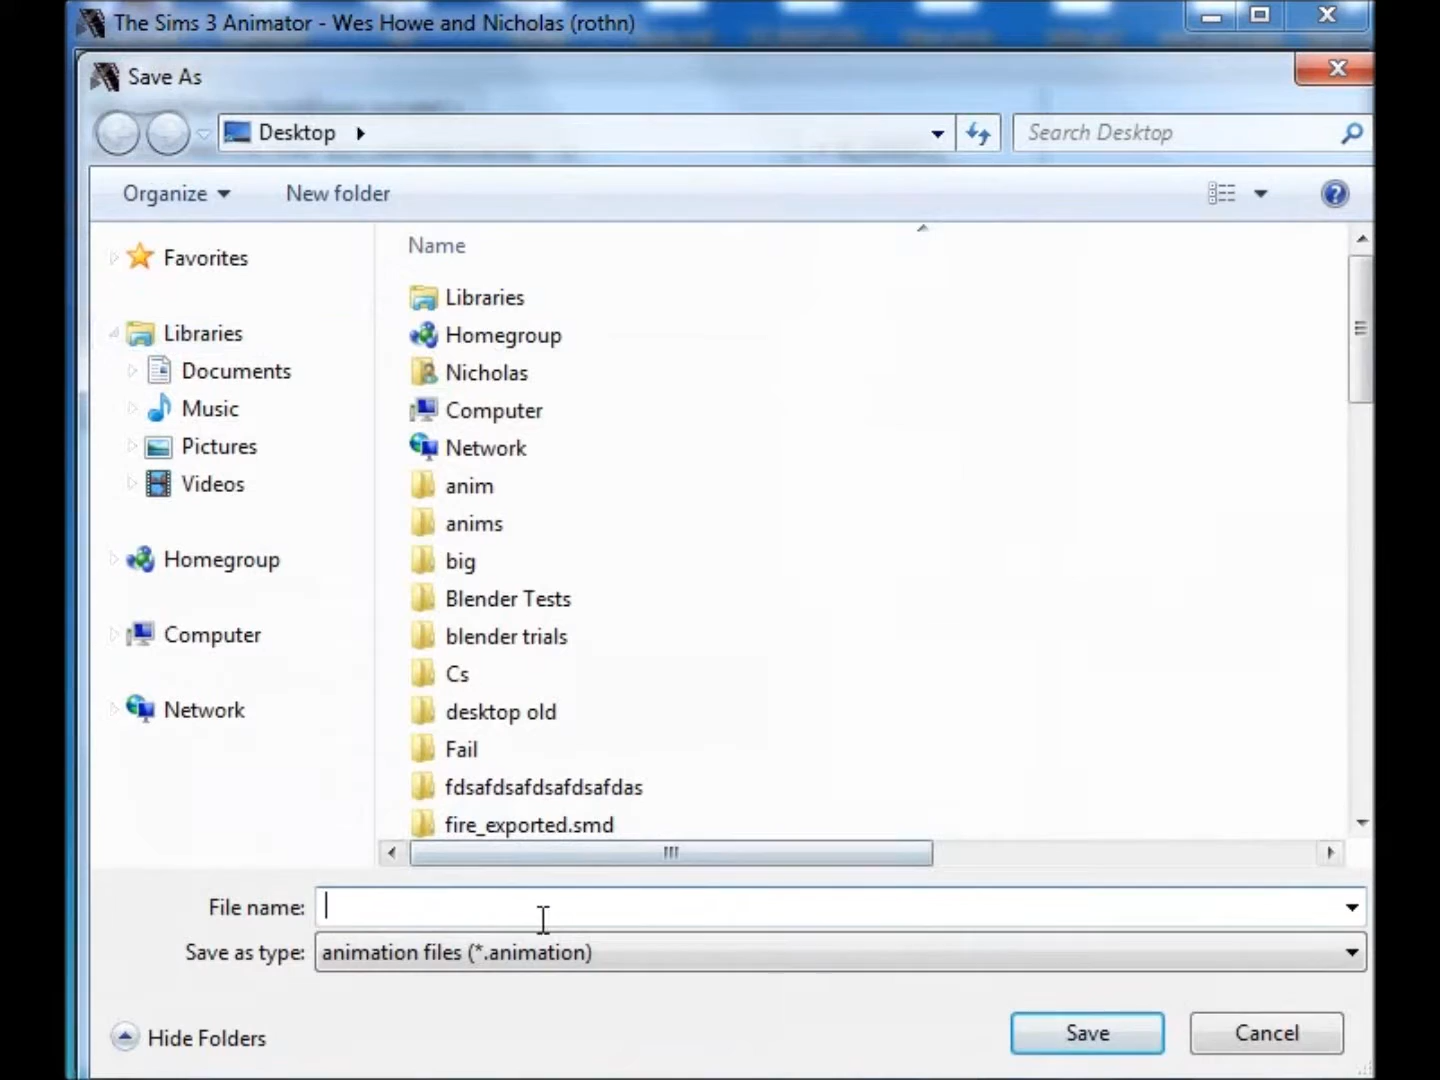 The Sims 3 Animator - Wes Howe and Nicholas (rothn)
Save As
Desktop
Search Desktop
Organize
New folder
Favorites
Libraries
Documents
Music
Pictures
Videos
Homegroup
Computer
Network
Name
Libraries
Homegroup
Nicholas
Computer
Network
anim
anims
big
Blender Tests
blender trials
Cs
desktop old
Fail
fdsafdsafdsafdsafdas
fire_exported.smd
File name:
Save as type: animation files (*.animation)
Hide Folders
Save
Cancel